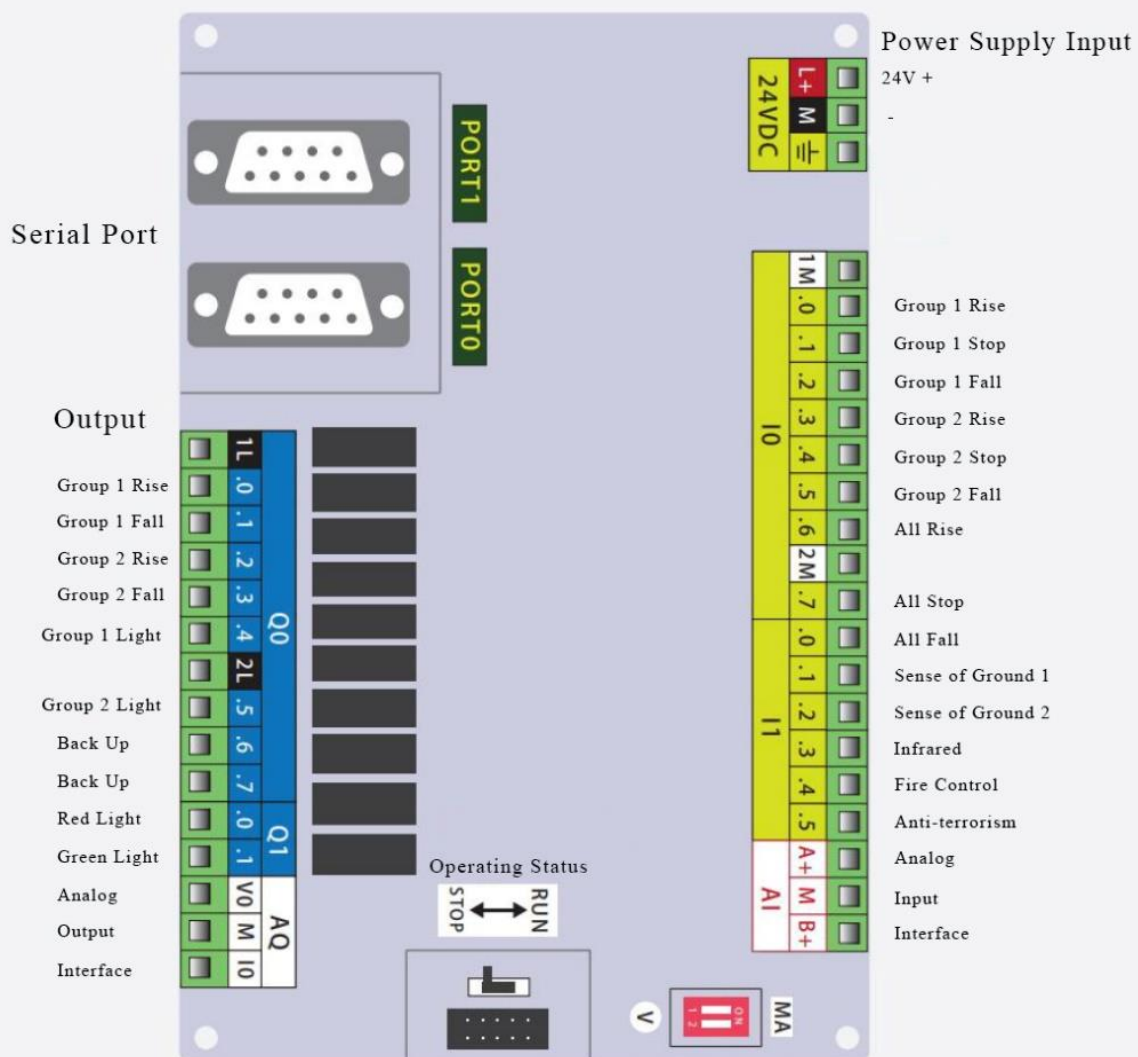 Power Supply Input
24V +
-
24VDC
L+
M
PORT1
PORT0
Serial Port
Output
1L
Group 1 Rise .0
Group 1 Fall .1
Group 2 Rise .2
Group 2 Fall .3
Group 1 Light .4
2L
Group 2 Light .5
Back Up .6
Back Up .7
Q0
Red Light .0
Green Light .1
Q1
Analog V0
Output M
Interface I0
AQ
1M
.0 Group 1 Rise
.1 Group 1 Stop
.2 Group 1 Fall
.3 Group 2 Rise
.4 Group 2 Stop
.5 Group 2 Fall
.6 All Rise
2M
.7 All Stop
I0
.0 All Fall
.1 Sense of Ground 1
.2 Sense of Ground 2
.3 Infrared
.4 Fire Control
.5 Anti-terrorism
I1
A+ Analog
M Input
B+ Interface
AI
Operating Status
STOP
RUN
V
1 2
ON
MA